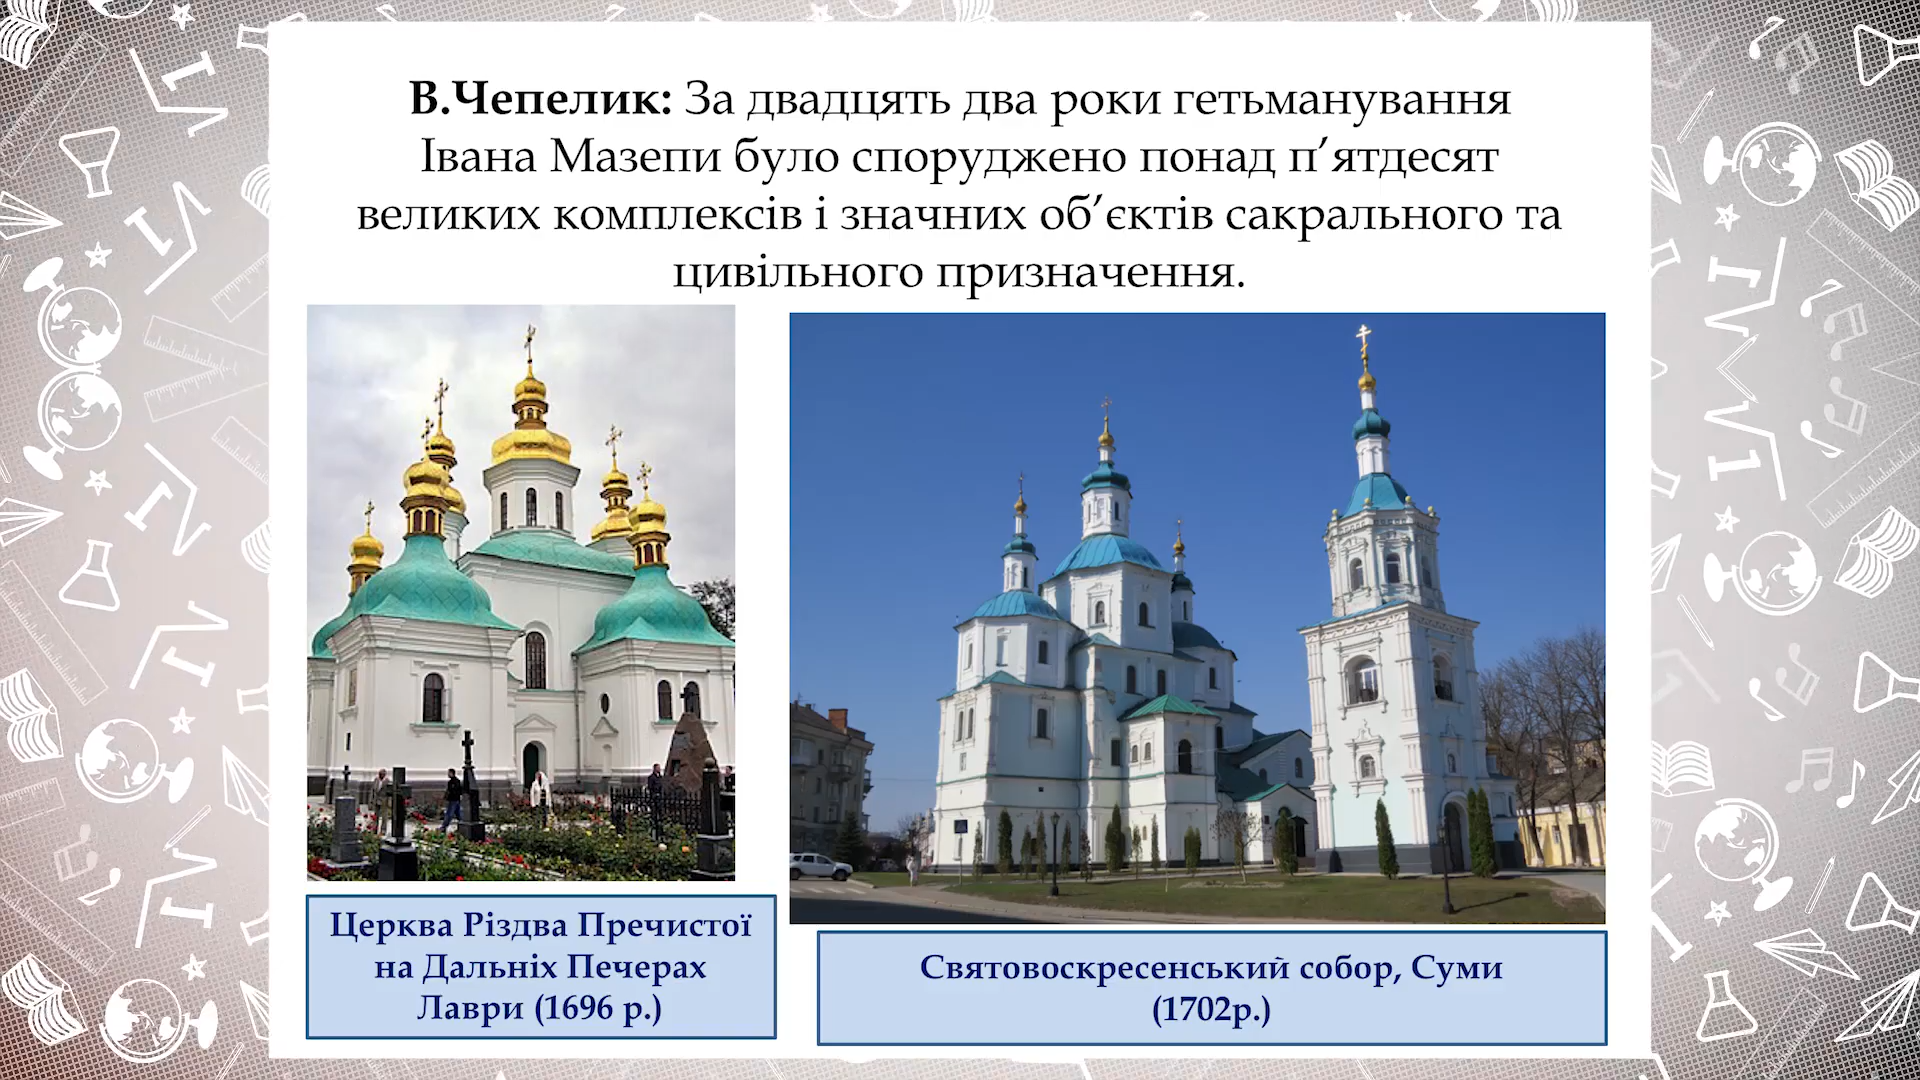 В.Чепелик: За двадцять два роки гетьманування
Івана Мазепи було споруджено понад п’ятдесят
великих комплексів і значних об’єктів сакрального та
цивільного призначення.
Церква Різдва Пречистої
на Дальніх Печерах
Лаври (1696 р.)
Святовоскресенський собор, Суми
(1702р.)